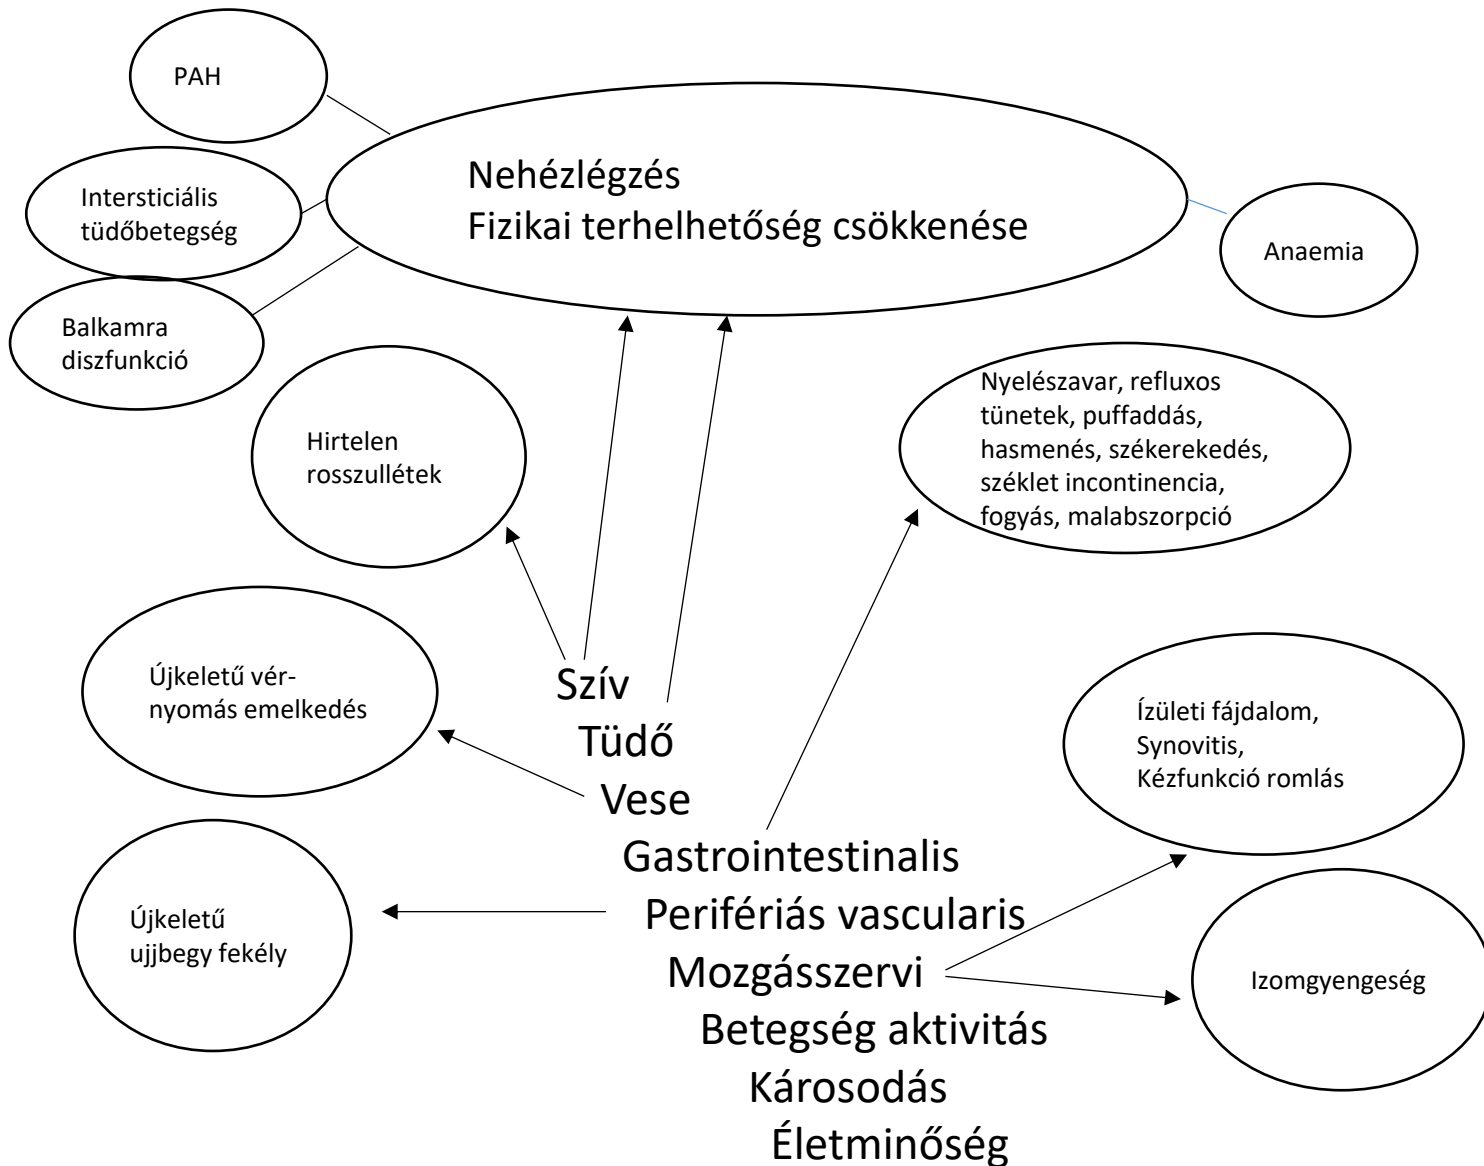 PAH
Nehézlégzés
Fizikai terhelhetőség csökkenése
Intersticiális
tüdőbetegség
Anaemia
Balkamra
diszfunkció
Nyelészavar, refluxos
tünetek, puffaddás,
hasmenés, székerekedés,
széklet incontinencia,
fogyás, malabszorpció
Hirtelen
rosszullétek
Újkeletű vér-
nyomás emelkedés
Szív
Tüdő
Vese
Gastrointestinalis
Perifériás vascularis
Mozgásszervi
Betegség aktivitás
Károsodás
Életminőség
Ízületi fájdalom,
Synovitis,
Kézfunkció romlás
Újkeletű
ujjbegy fekély
Izomgyengeség